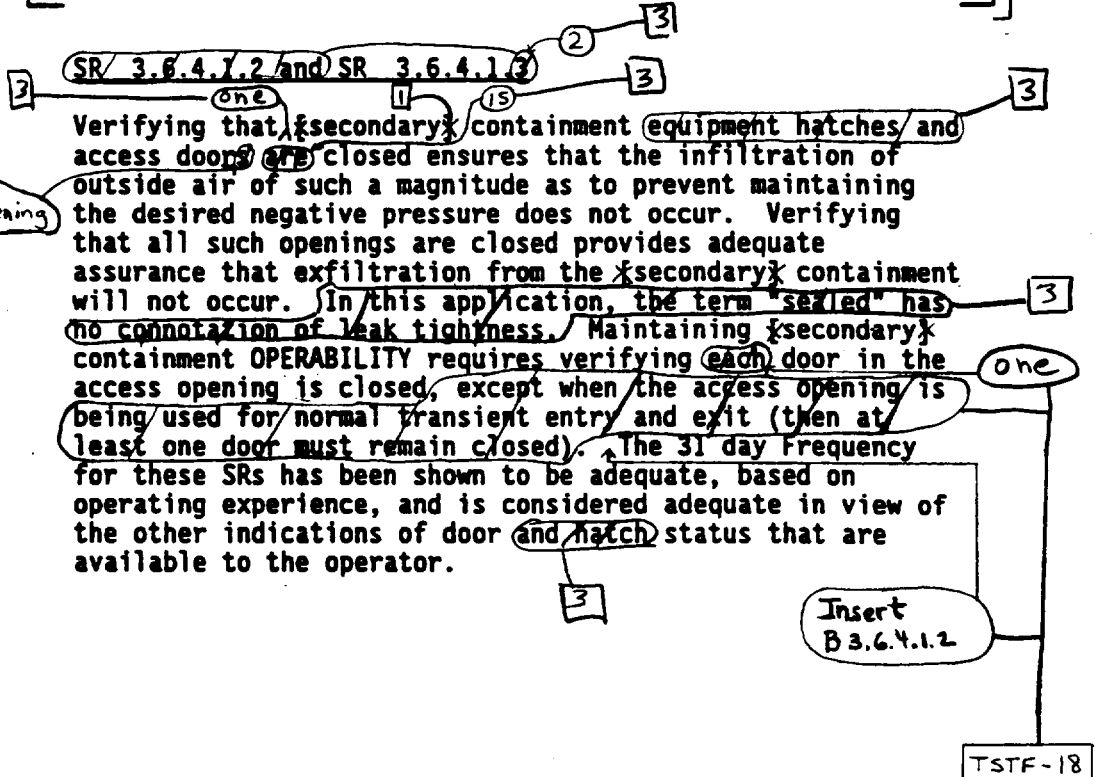 3
2
SR 3.6.4.1.2 and SR 3.6.4.1.3
3
3
one
1
15
3
Verifying that [secondary] containment equipment hatches and
access doors are closed ensures that the infiltration of
outside air of such a magnitude as to prevent maintaining
ening
the desired negative pressure does not occur. Verifying
that all such openings are closed provides adequate
assurance that exfiltration from the [secondary] containment
will not occur. In this application, the term "sealed" has
3
no connotation of leak tightness. Maintaining [secondary]
containment OPERABILITY requires verifying each door in the
one
access opening is closed, except when the access opening is
being used for normal transient entry and exit (then at
least one door must remain closed). The 31 day Frequency
for these SRs has been shown to be adequate, based on
operating experience, and is considered adequate in view of
the other indications of door and hatch status that are
available to the operator.
3
Insert
B 3.6.4.1.2
TSTF-18